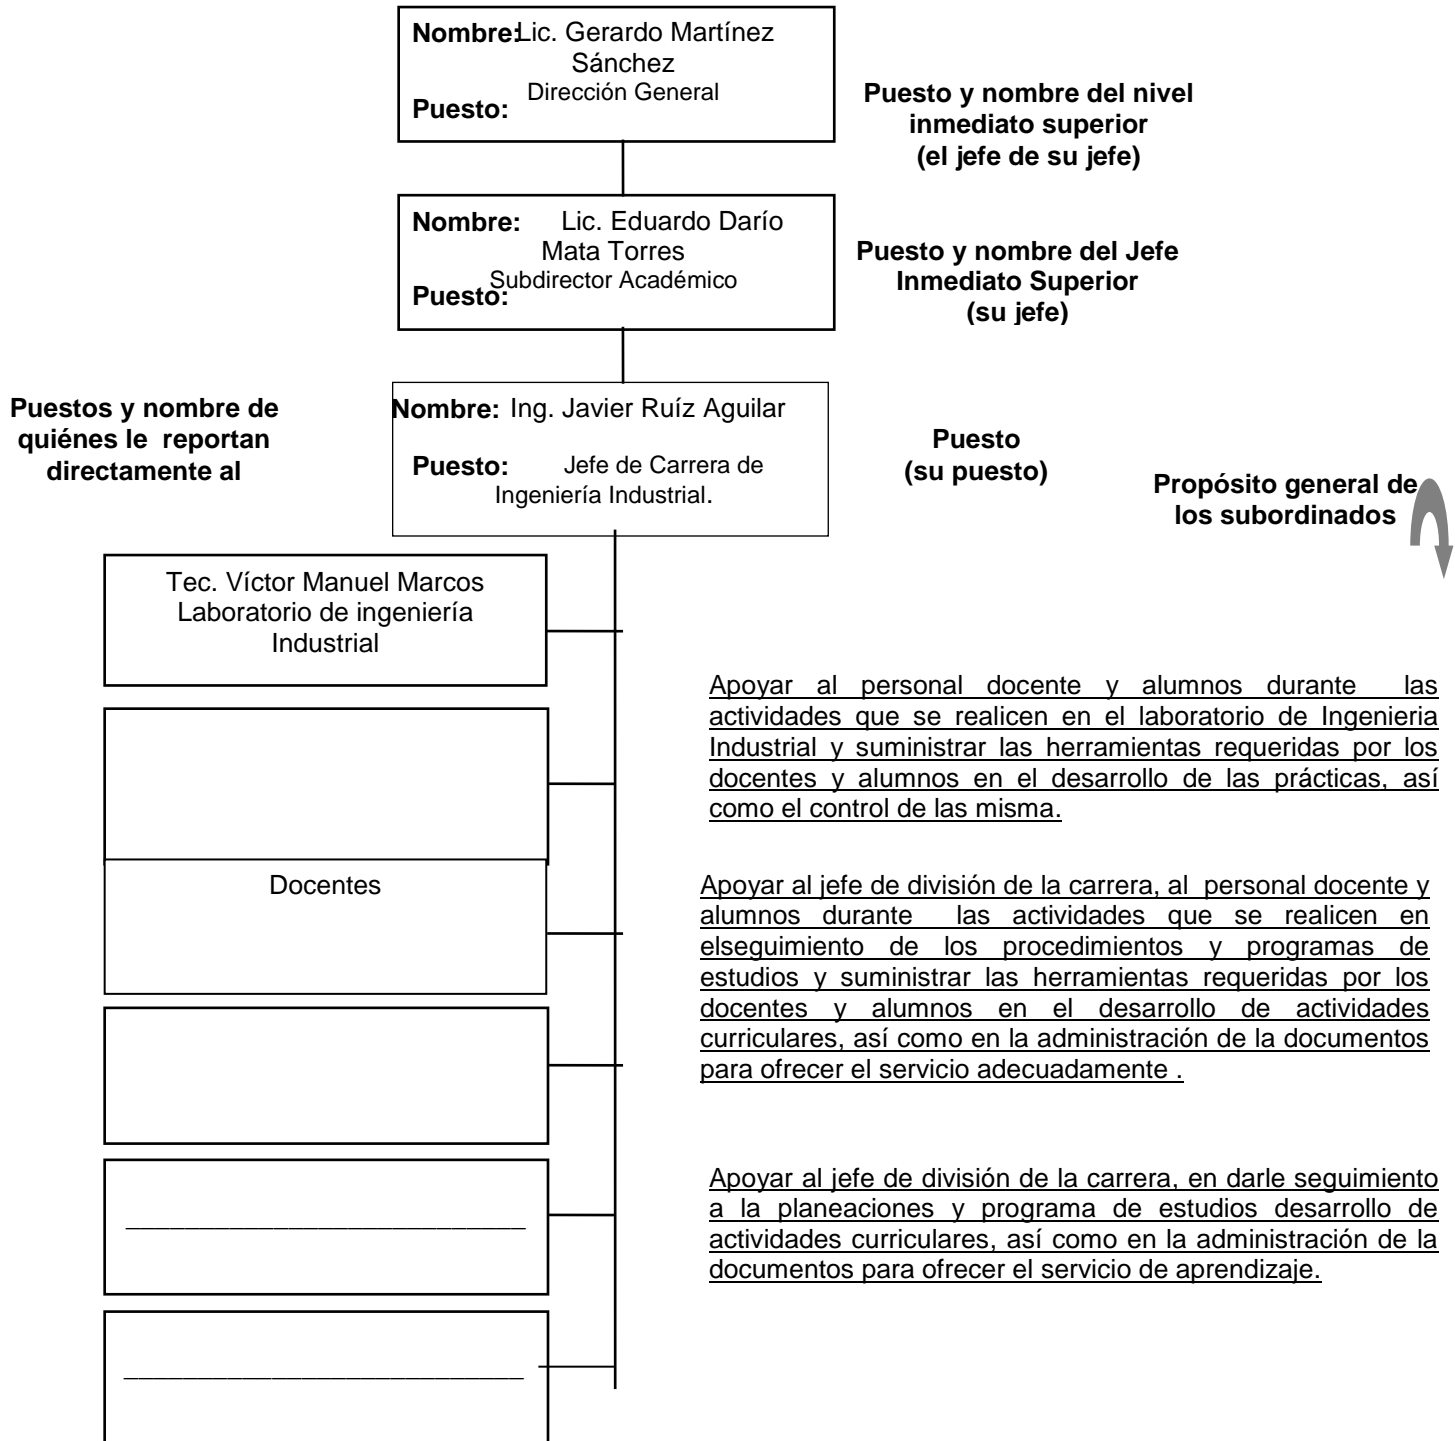 Nombre: Lic. Gerardo Martínez
Sánchez
Dirección General
Puesto:
Puesto y nombre del nivel
inmediato superior
(el jefe de su jefe)
Nombre: Lic. Eduardo Darío
Mata Torres
Subdirector Académico
Puesto:
Puesto y nombre del Jefe
Inmediato Superior
(su jefe)
Puestos y nombre de
quiénes le reportan
directamente al
Nombre: Ing. Javier Ruíz Aguilar
Puesto: Jefe de Carrera de
Ingeniería Industrial.
Puesto
(su puesto)
Propósito general de
los subordinados
Tec. Víctor Manuel Marcos
Laboratorio de ingeniería
Industrial
Apoyar al personal docente y alumnos durante las
actividades que se realicen en el laboratorio de Ingenieria
Industrial y suministrar las herramientas requeridas por los
docentes y alumnos en el desarrollo de las prácticas, así
como el control de las misma.
Docentes
Apoyar al jefe de división de la carrera, al personal docente y
alumnos durante las actividades que se realicen en
elseguimiento de los procedimientos y programas de
estudios y suministrar las herramientas requeridas por los
docentes y alumnos en el desarrollo de actividades
curriculares, así como en la administración de la documentos
para ofrecer el servicio adecuadamente .
Apoyar al jefe de división de la carrera, en darle seguimiento
a la planeaciones y programa de estudios desarrollo de
actividades curriculares, así como en la administración de la
documentos para ofrecer el servicio de aprendizaje.